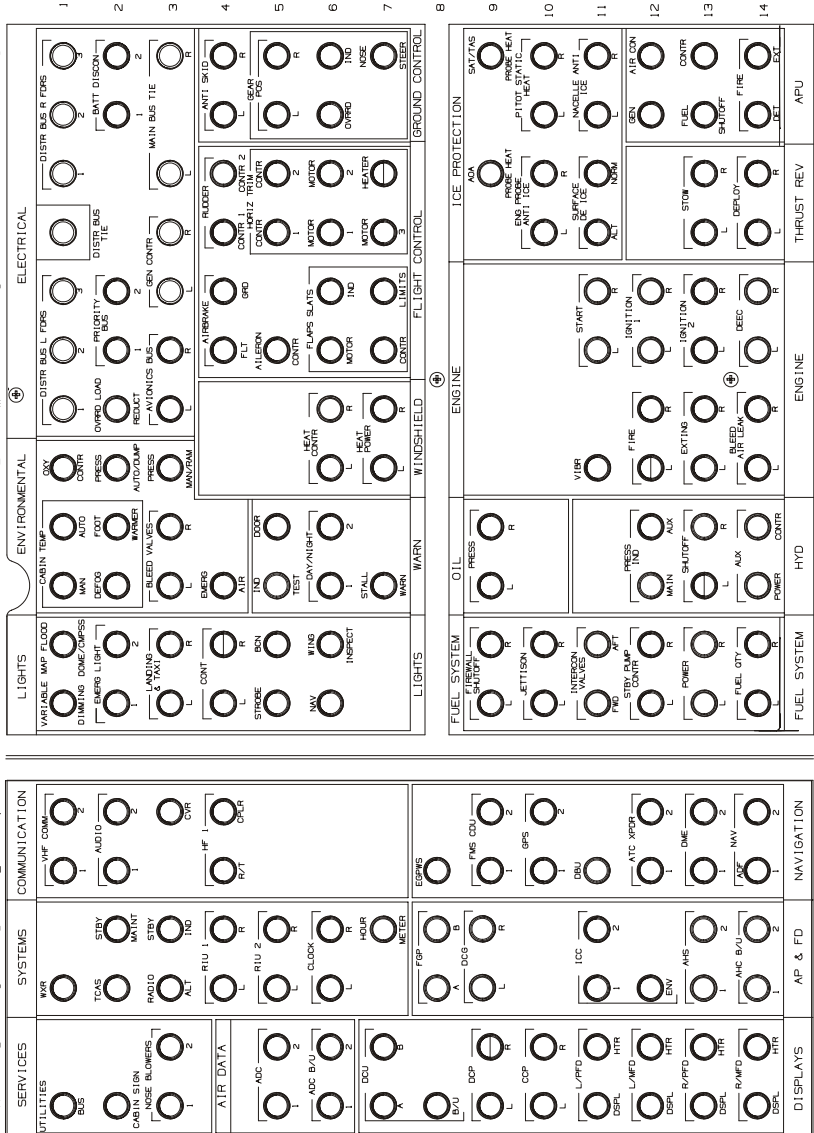 SERVICES
UTILITIES
BUS
CABIN SIGN
NOSE BLOWERS
1 2
AIR DATA
ADC
1 2
ADC B/U
1 2
DCU
A B
B/U
DCP
L R
CCP
L R
L/PFD
DSPL HTR
L/MFD
DSPL HTR
R/PFD
DSPL HTR
R/MFD
DSPL HTR
DISPLAYS
SYSTEMS
WXR
TCAS STBY
MAINT
RADIO STBY
ALT IND
RIU 1
L R
RIU 2
L R
CLOCK
L R
HOUR
METER
FGP
A B
DCG
L R
ICC
1 2
ENV
AHS
1 2
AHC B/U
1 2
AP & FD
COMMUNICATION
VHF COMM
1 2
AUDIO
1 2
CVR
HF 1
R/T CPLR
EGPWS
FMS CDU
1 2
GPS
1 2
DBU
ATC XPDR
1 2
DME
1 2
NAV
ADF
1 2
NAVIGATION
LIGHTS
VARIABLE MAP FLOOD
DIMMING DOME/CMPSS
EMERG LIGHT
1 2
LANDING
& TAXI
L R
CONT
L R
STROBE BCN
NAV WING
INSPECT
LIGHTS
ENVIRONMENTAL
CABIN TEMP
MAN AUTO
OXY
CONTR
DEFOG FOOT
WARMER
PRESS
AUTO/DUMP
BLEED VALVES
L R
PRESS
MAN/RAM
EMERG
AIR
IND DOOR
TEST
DAY/NIGHT
1 2
STALL
WARN
WARN
ELECTRICAL
DISTR BUS L FDRS
1 2 3
DISTR BUS
TIE
DISTR BUS R FDRS
1 2 3
OVRRD LOAD
REDUCT
PRIORITY
BUS
1 2
BATT DISCON
1 2
AVIONICS BUS
L R
GEN CONTR
L R
MAIN BUS TIE
L R
HEAT
CONTR
L R
HEAT
POWER
L R
WINDSHIELD
AIRBRAKE
FLT GRD
RUDDER
CONTR 1 CONTR 2
AILERON
CONTR
HORIZ TRIM
CONTR CONTR
1 2
FLAPS SLATS
MOTOR IND
MOTOR MOTOR
1 2
CONTR LIMITS
MOTOR HEATER
3
FLIGHT CONTROL
ANTI SKID
L R
GEAR
POS
L R
OVRRD IND
NOSE
STEER
GROUND CONTROL
1
2
3
4
5
6
7
8
FUEL SYSTEM
FIREWALL
SHUTOFF
L R
JETTISON
L R
INTERCON
VALVES
FWD AFT
STBY PUMP
CONTR
L R
POWER
L R
FUEL QTY
L R
FUEL SYSTEM
OIL
PRESS
L R
PRESS
IND
MAIN AUX
SHUTOFF
L R
AUX
POWER CONTR
HYD
ENGINE
VIBR
START
L R
FIRE
L R
IGNITION
1
L R
EXTING
L R
IGNITION
2
L R
BLEED
AIR LEAK
L R
DEEC
L R
ENGINE
ICE PROTECTION
AOA
PROBE HEAT
SAT/TAS
PROBE HEAT
ENG PROBE
ANTI ICE
L R
PITOT STATIC
HEAT
L R
SURFACE
DE ICE
ALT NORM
NACELLE ANTI
ICE
L R
STOW
L R
DEPLOY
L R
THRUST REV
GEN AIR CON
FUEL CONTR
SHUTOFF
FIRE
DET EXT
APU
9
10
11
12
13
14